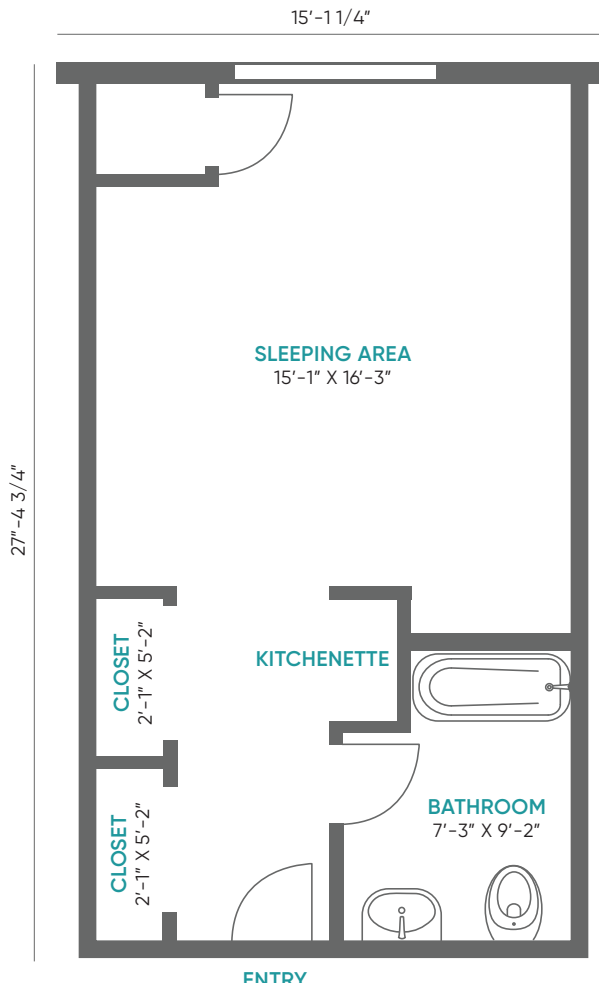 15′-1 1/4″
27″-4 3/4″
SLEEPING AREA
15′-1″ X 16′-3″
CLOSET
2′-1″ X 5′-2″
KITCHENETTE
CLOSET
2′-1″ X 5′-2″
BATHROOM
7′-3″ X 9′-2″
ENTRY